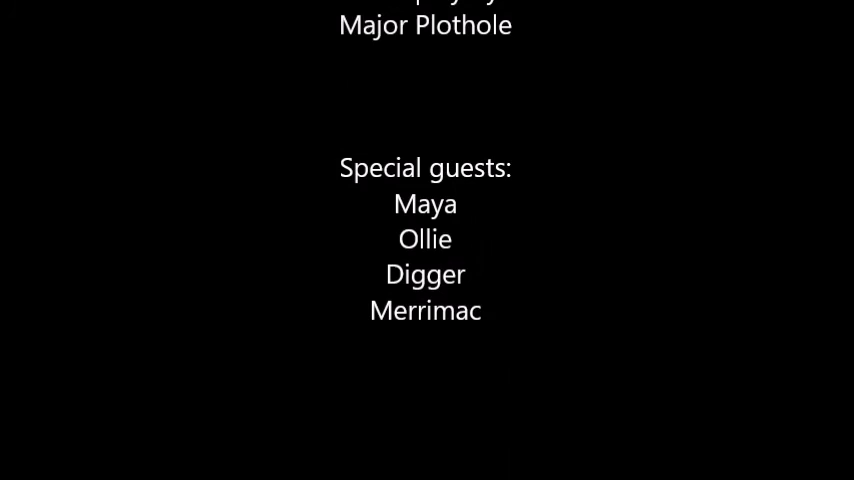 Major Plothole
Special guests:
Maya
Ollie
Digger
Merrimac